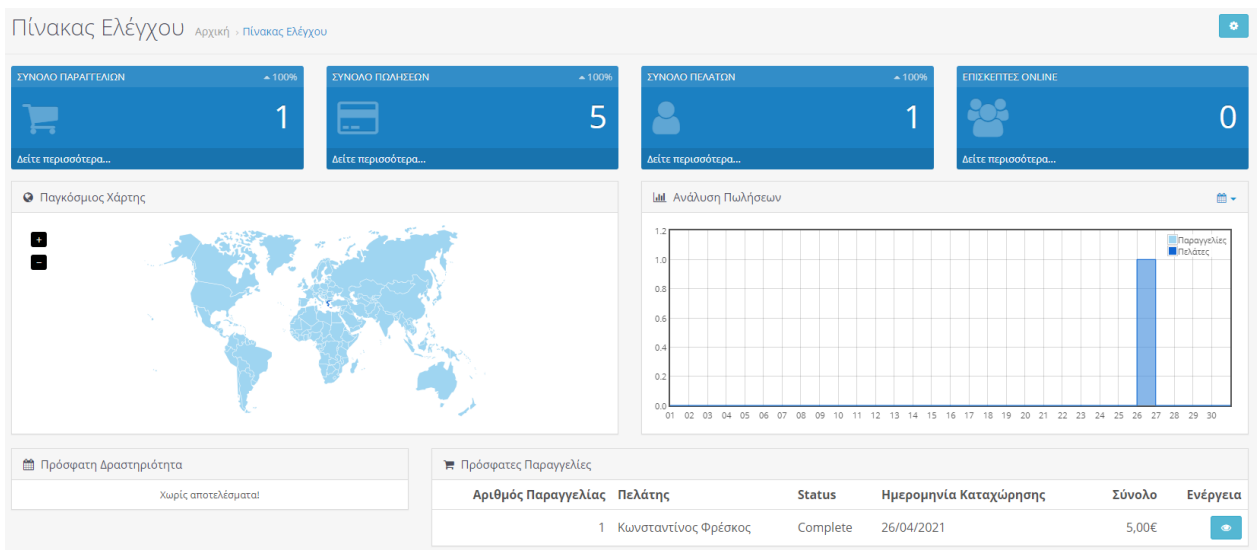 Πίνακας Ελέγχου Αρχική › Πίνακας Ελέγχου
ΣΥΝΟΛΟ ΠΑΡΑΓΓΕΛΙΩΝ 100%
1
Δείτε περισσότερα...
ΣΥΝΟΛΟ ΠΩΛΗΣΕΩΝ 100%
5
Δείτε περισσότερα...
ΣΥΝΟΛΟ ΠΕΛΑΤΩΝ 100%
1
Δείτε περισσότερα...
ΕΠΙΣΚΕΠΤΕΣ ONLINE
0
Δείτε περισσότερα...
Παγκόσμιος Χάρτης
+
-
Ανάλυση Πωλήσεων
Παραγγελίες
Πελάτες
1.2
1.0
0.8
0.6
0.4
0.2
0.0
01 02 03 04 05 06 07 08 09 10 11 12 13 14 15 16 17 18 19 20 21 22 23 24 25 26 27 28 29 30
Πρόσφατη Δραστηριότητα
Χωρίς αποτελέσματα!
Πρόσφατες Παραγγελίες
Αριθμός Παραγγελίας Πελάτης Status Ημερομηνία Καταχώρησης Σύνολο Ενέργεια
1 Κωνσταντίνος Φρέσκος Complete 26/04/2021 5,00€